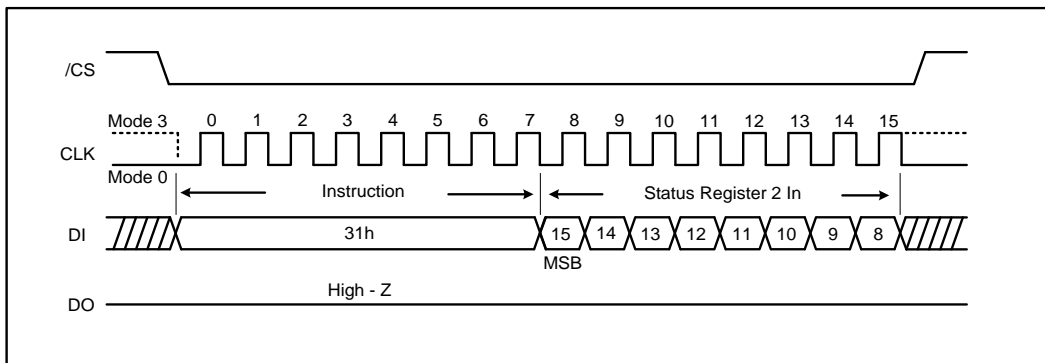 /CS
Mode 3 0 1 2 3 4 5 6 7 8 9 10 11 12 13 14 15
CLK
Mode 0
Instruction Status Register 2 In
DI 31h 15 14 13 12 11 10 9 8
MSB
High - Z
DO